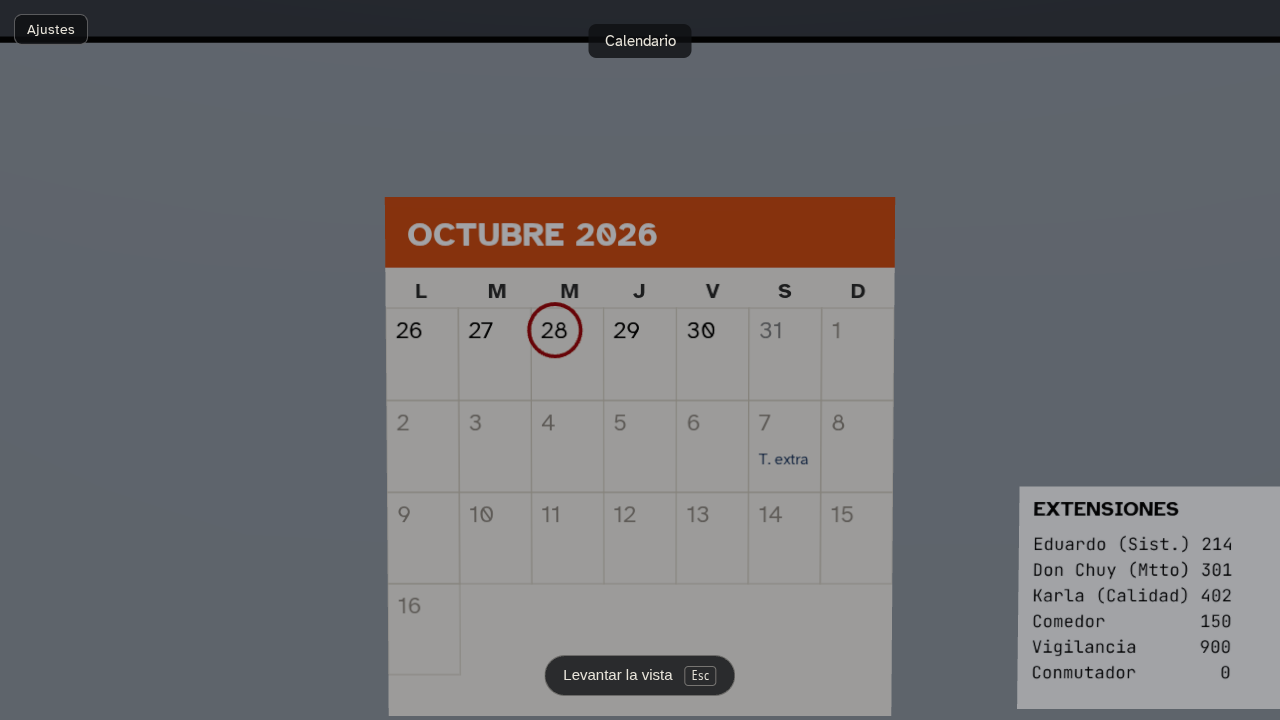 Ajustes
Calendario
OCTUBRE 2026
L M M J V S D
26 27 28 29 30 31 1
2 3 4 5 6 7 8
T. extra
9 10 11 12 13 14 15
16
Levantar la vista Esc
EXTENSIONES
Eduardo (Sist.) 214
Don Chuy (Mtto) 301
Karla (Calidad) 402
Comedor 150
Vigilancia 900
Conmutador 0